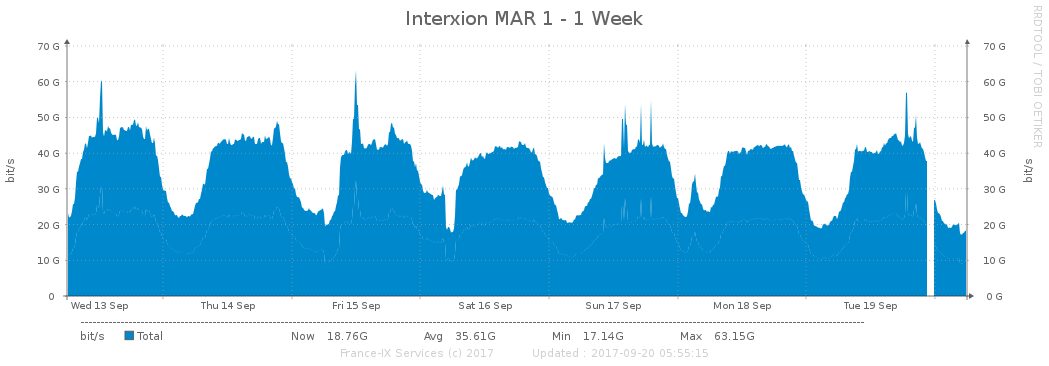 Interxion MAR 1 - 1 Week
RRDTOOL / TOBI OETIKER
70 G 70 G
60 G 60 G
50 G 50 G
40 G 40 G
30 G 30 G
20 G 20 G
10 G 10 G
0 0 G
bit/s bit/s
Wed 13 Sep Thu 14 Sep Fri 15 Sep Sat 16 Sep Sun 17 Sep Mon 18 Sep Tue 19 Sep
bit/s Total Now 18.76G Avg 35.61G Min 17.14G Max 63.15G
France-IX Services (c) 2017 Updated : 2017-09-20 05:55:15